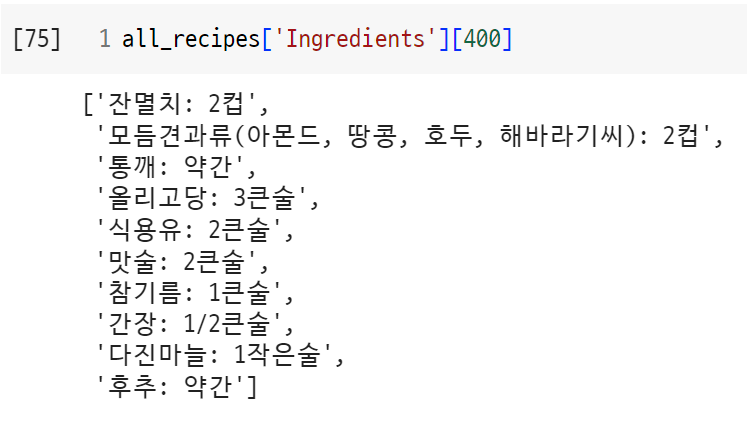 [75] 1 all_recipes['Ingredients'][400]
['잔멸치: 2컵',
'모듬견과류(아몬드, 땅콩, 호두, 해바라기씨): 2컵',
'통깨: 약간',
'올리고당: 3큰술',
'식용유: 2큰술',
'맛술: 2큰술',
'참기름: 1큰술',
'간장: 1/2큰술',
'다진마늘: 1작은술',
'후추: 약간']